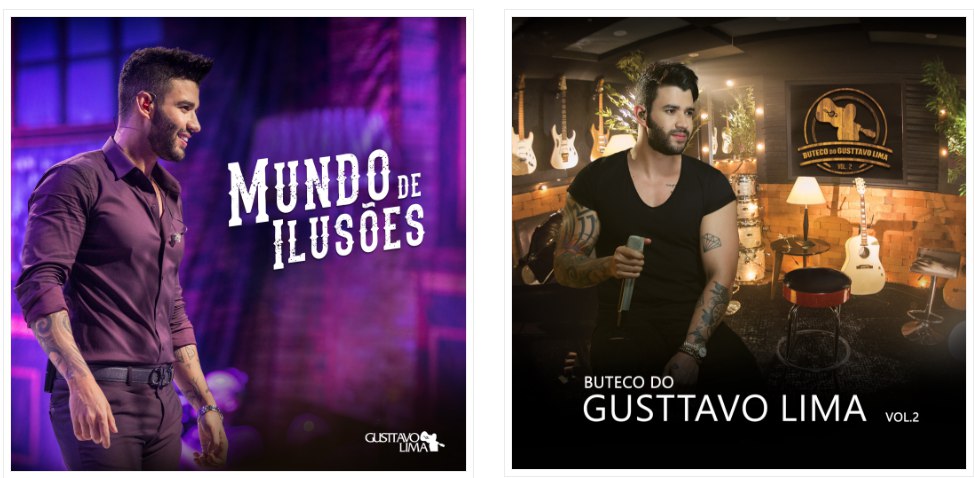 MUNDO DE
ILUSÕES
GUSTTAVO
LIMA
BUTECO DO GUSTTAVO LIMA
VOL. 2
BUTECO DO
GUSTTAVO LIMA VOL.2